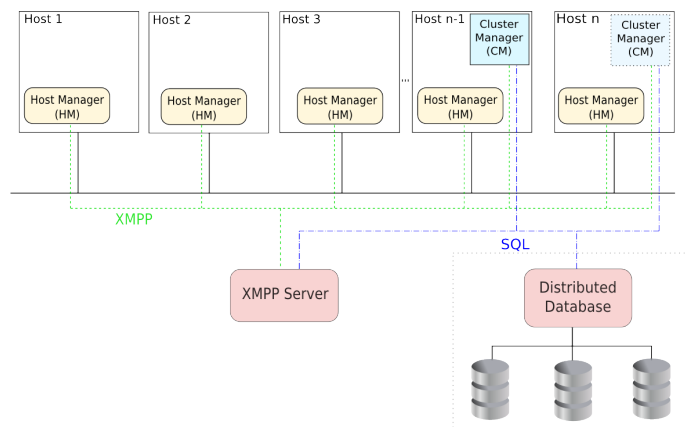 Host 1
Host 2
Host 3
Host n-1
Host n
Cluster
Manager
(CM)
Cluster
Manager
(CM)
...
Host Manager
(HM)
Host Manager
(HM)
Host Manager
(HM)
Host Manager
(HM)
Host Manager
(HM)
XMPP
SQL
XMPP Server
Distributed
Database